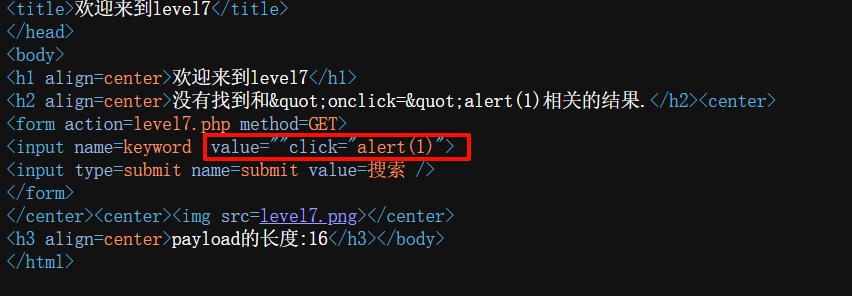 <title>欢迎来到level7</title>
</head>
<body>
<h1 align=center>欢迎来到level7</h1>
<h2 align=center>没有找到和&quot;onclick=&quot;alert(1)相关的结果.</h2><center>
<form action=level7.php method=GET>
<input name=keyword  value=""click="alert(1)">
<input type=submit name=submit value=搜索 />
</form>
</center><center><img src=level7.png></center>
<h3 align=center>payload的长度:16</h3></body>
</html>